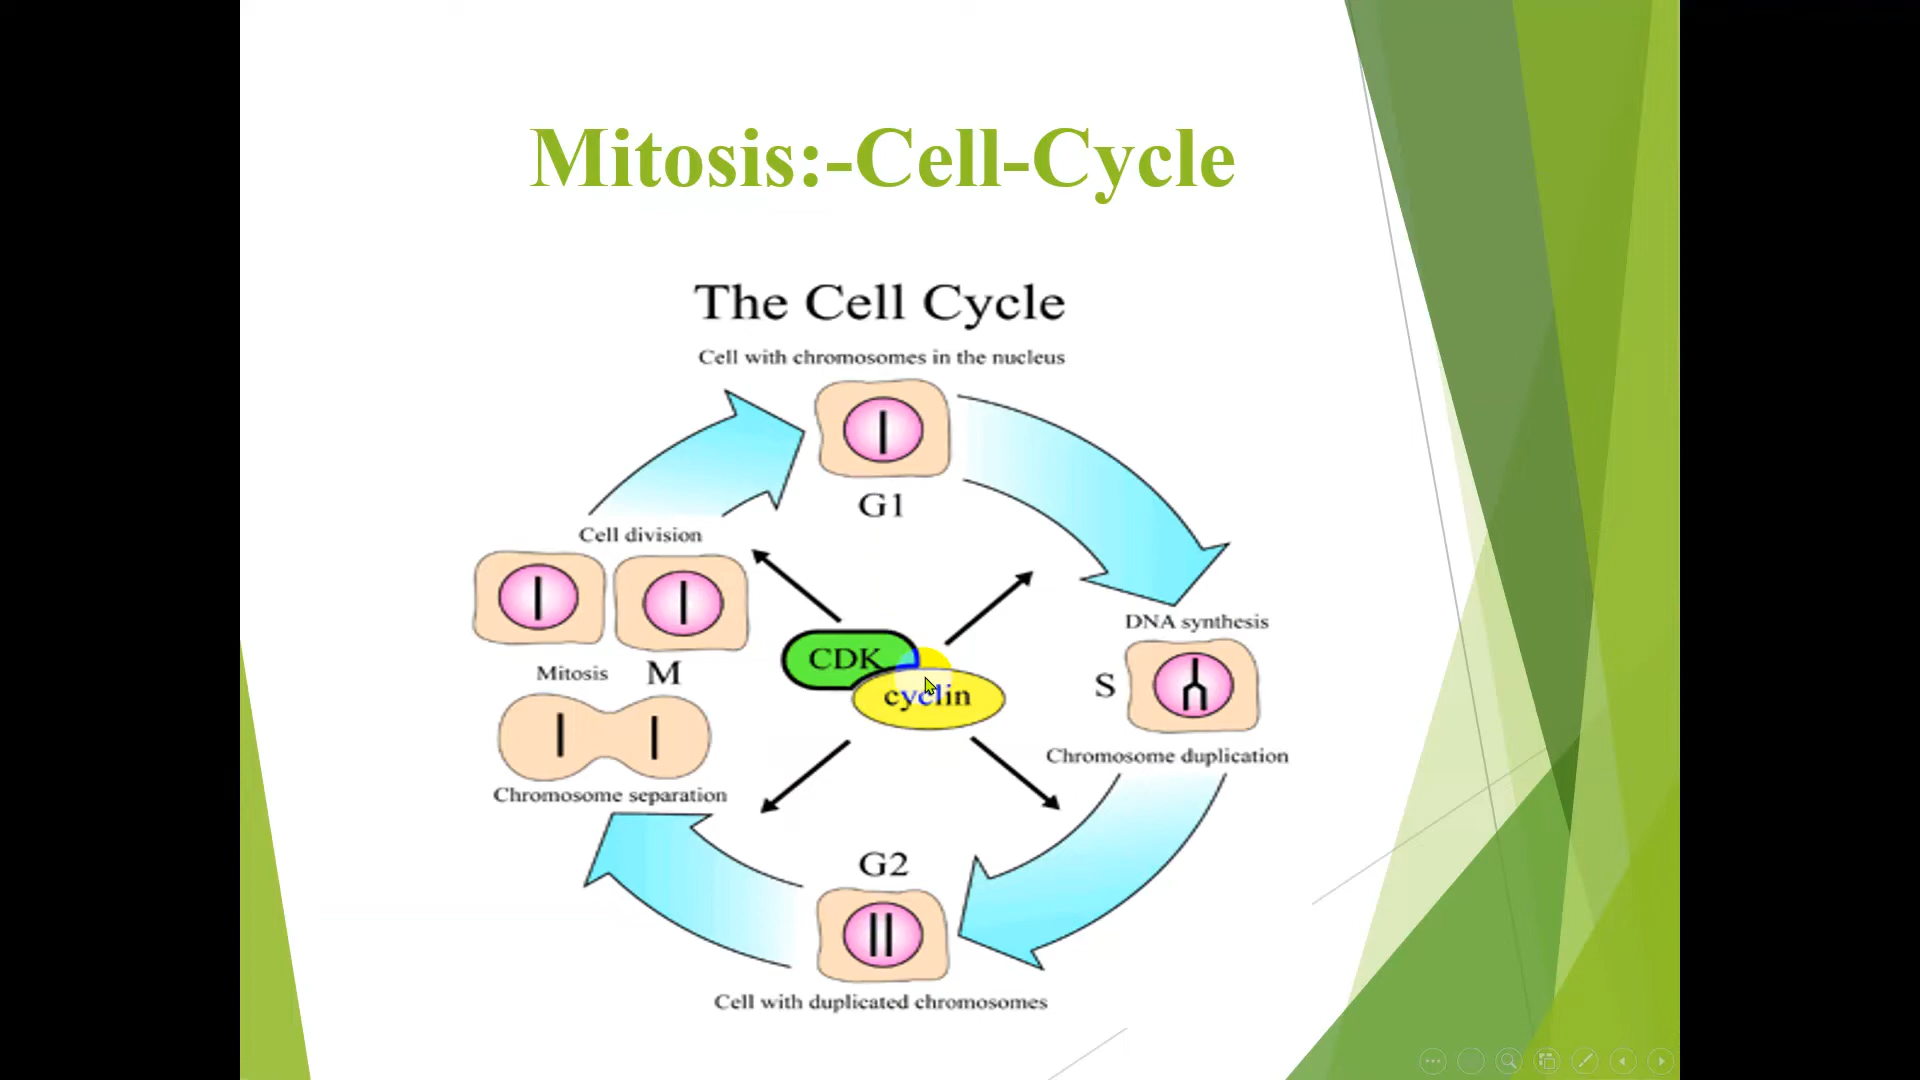 Mitosis:-Cell-Cycle
The Cell Cycle
Cell with chromosomes in the nucleus
G1
Cell division
DNA synthesis
CDK
cyclin
Mitosis M
S
Chromosome duplication
Chromosome separation
G2
Cell with duplicated chromosomes